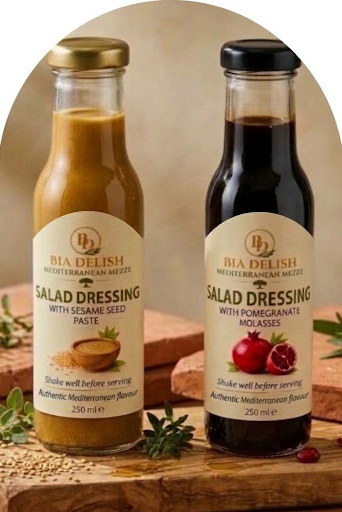 BD
BIA DELISH
MEDITERRANEAN MEZZE
SALAD DRESSING
WITH SESAME SEED
PASTE
Shake well before serving
Authentic Mediterranean flavour
250 ml e
BD
BIA DELISH
MEDITERRANEAN MEZZE
SALAD DRESSING
WITH POMEGRANATE
MOLASSES
Shake well before serving
Authentic Mediterranean flavour
250 ml e